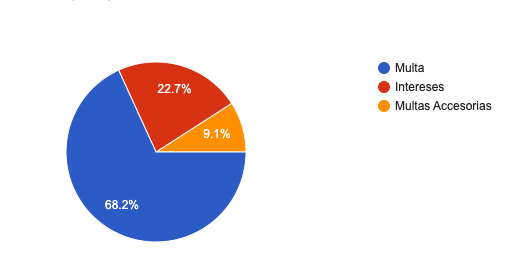 22.7%
9.1%
68.2%
Multa
Intereses
Multas Accesorias